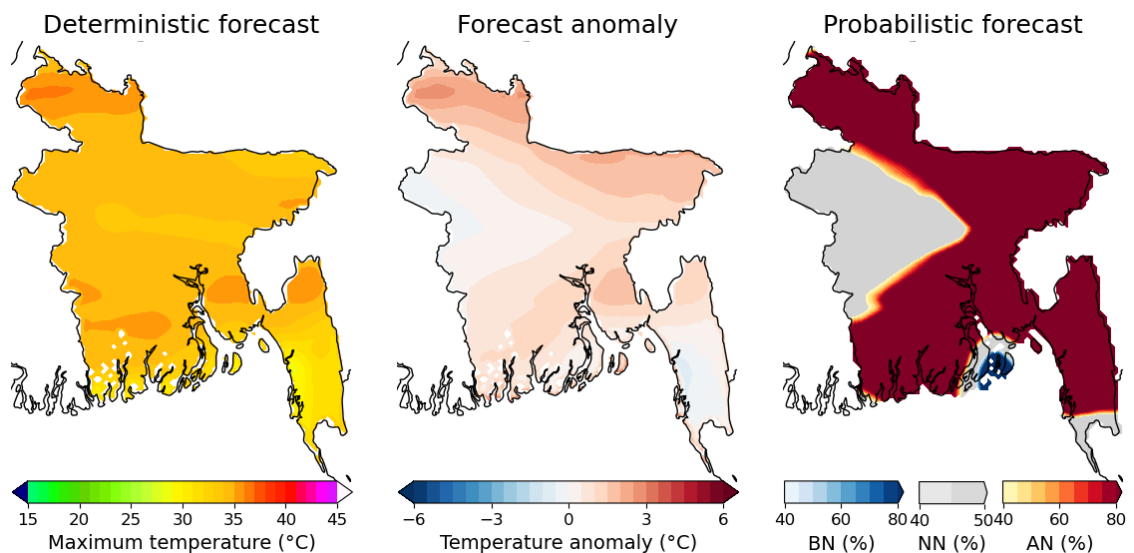 Deterministic forecast
Forecast anomaly
Probabilistic forecast
15 20 25 30 35 40 45
Maximum temperature (°C)
−6 −3 0 3 6
Temperature anomaly (°C)
40 60 80
BN (%)
40 50
NN (%)
40 60 80
AN (%)